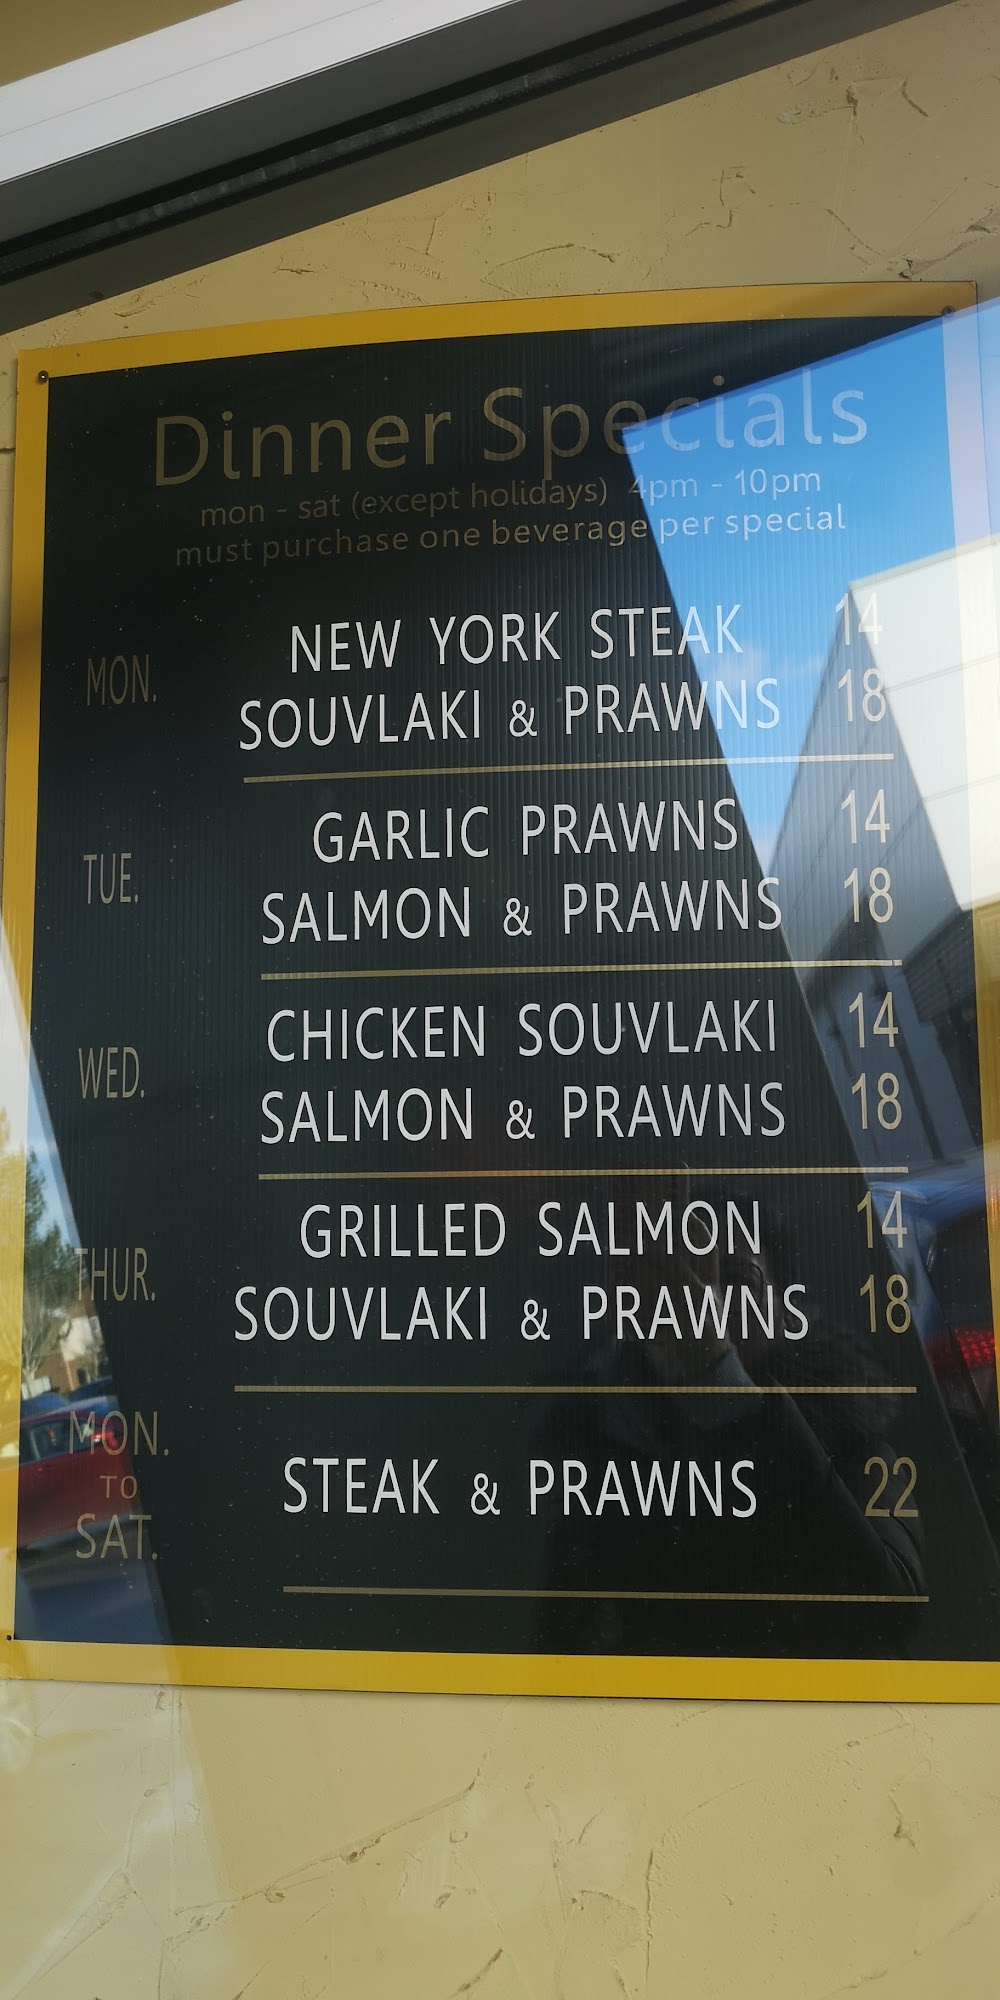 Dinner Specials
mon - sat (except holidays) 4pm - 10pm
must purchase one beverage per special
MON. NEW YORK STEAK 14
SOUVLAKI & PRAWNS 18
TUE. GARLIC PRAWNS 14
SALMON & PRAWNS 18
WED. CHICKEN SOUVLAKI 14
SALMON & PRAWNS 18
THUR. GRILLED SALMON 14
SOUVLAKI & PRAWNS 18
MON.
TO
SAT.
STEAK & PRAWNS 22